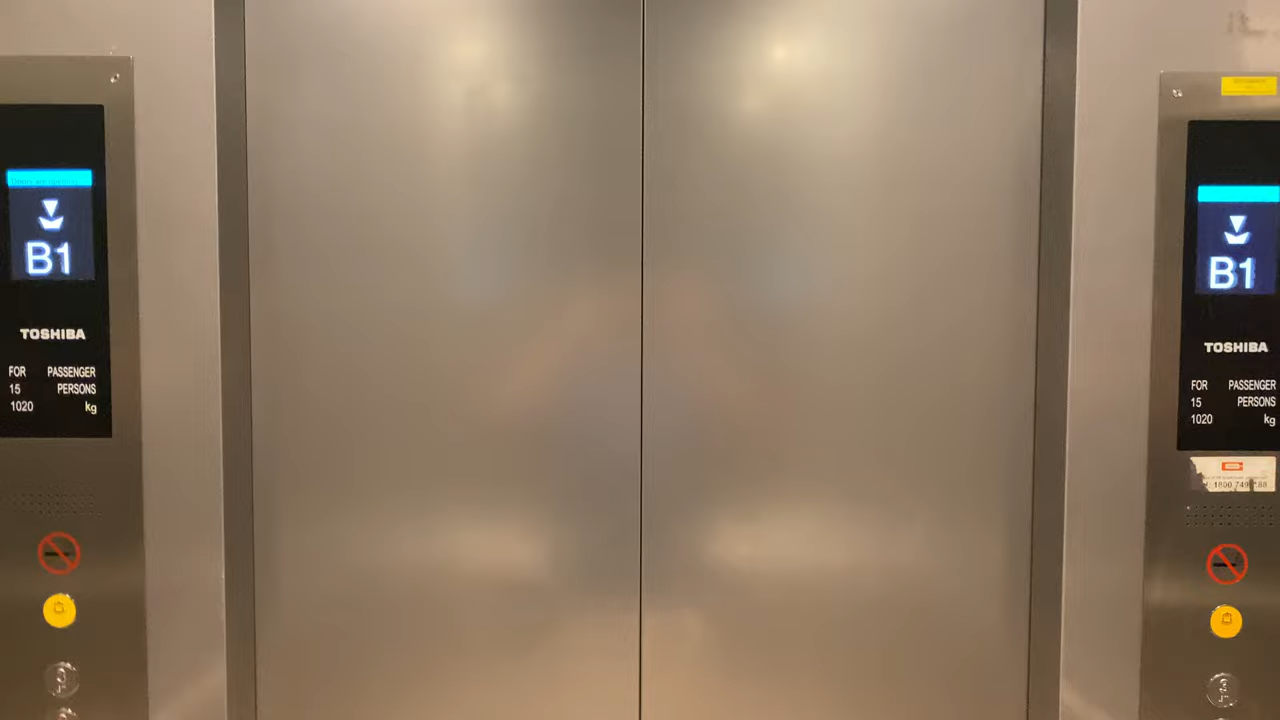 B1
TOSHIBA
FOR PASSENGER
15 PERSONS
1020 kg
B1
TOSHIBA
FOR PASSENGER
15 PERSONS
1020 kg